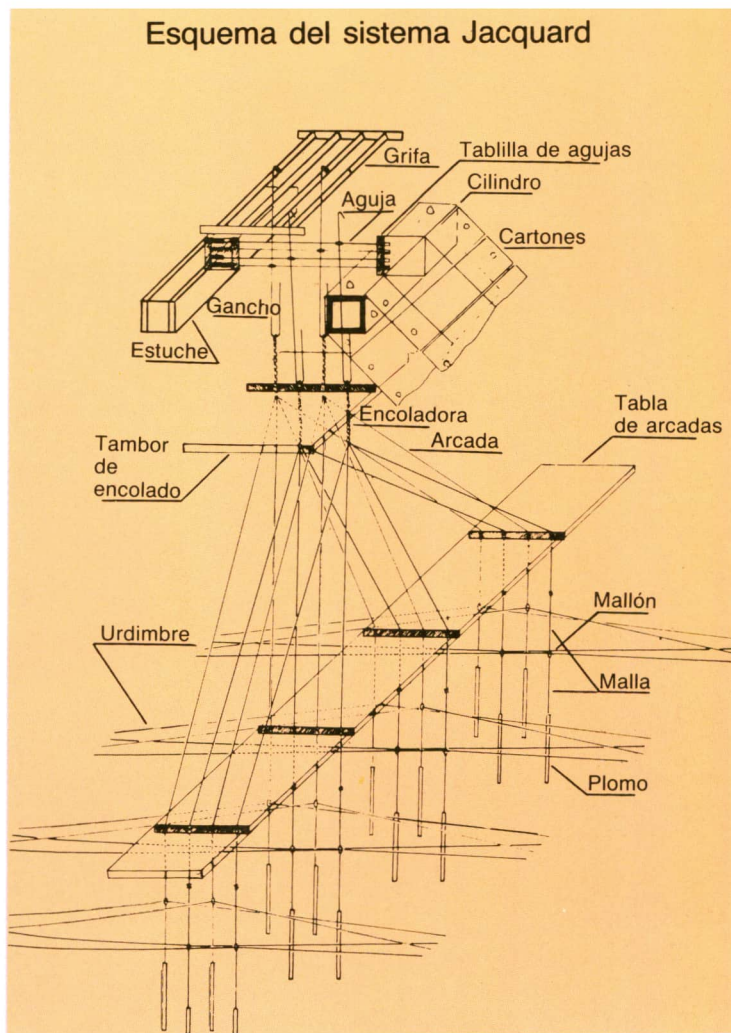 Esquema del sistema Jacquard
Grifa
Tablilla de agujas
Cilindro
Aguja
Cartones
Gancho
Estuche
Encoladora
Arcada
Tabla
de arcadas
Tambor
de
encolado
Urdimbre
Mallón
Malla
Plomo